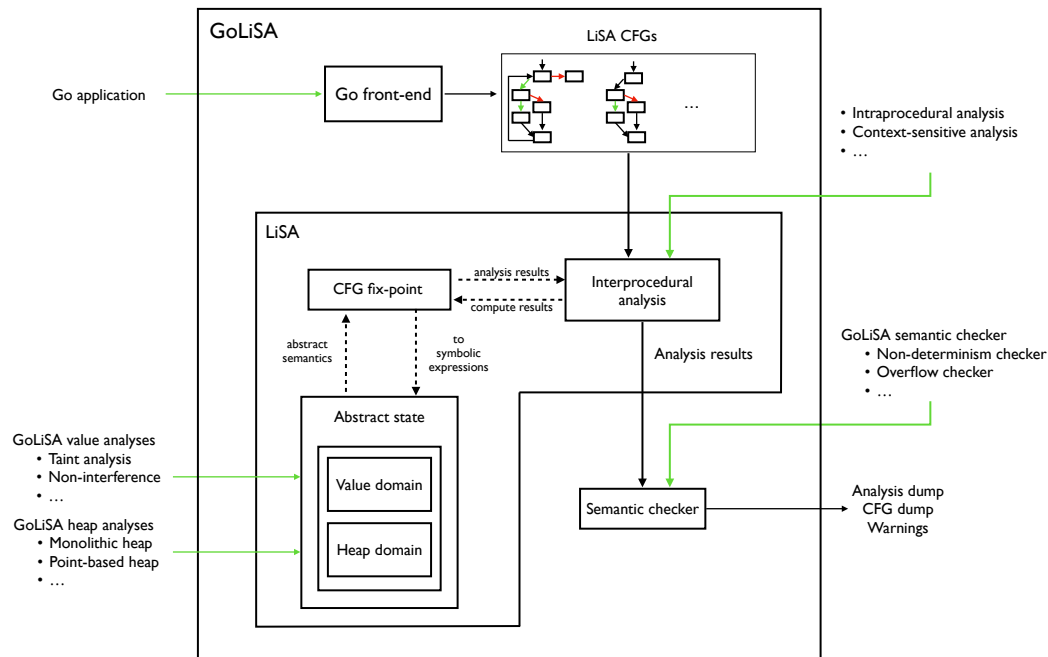 GoLiSA
LiSA CFGs
Go application
Go front-end
...
• Intraprocedural analysis
• Context-sensitive analysis
• ...
LiSA
CFG fix-point
analysis results
compute results
Interprocedural
analysis
abstract
semantics
to
symbolic
expressions
Analysis results
GoLiSA semantic checker
• Non-determinism checker
• Overflow checker
• ...
Abstract state
GoLiSA value analyses
• Taint analysis
• Non-interference
• ...
Value domain
Semantic checker
Analysis dump
CFG dump
Warnings
GoLiSA heap analyses
• Monolithic heap
• Point-based heap
• ...
Heap domain